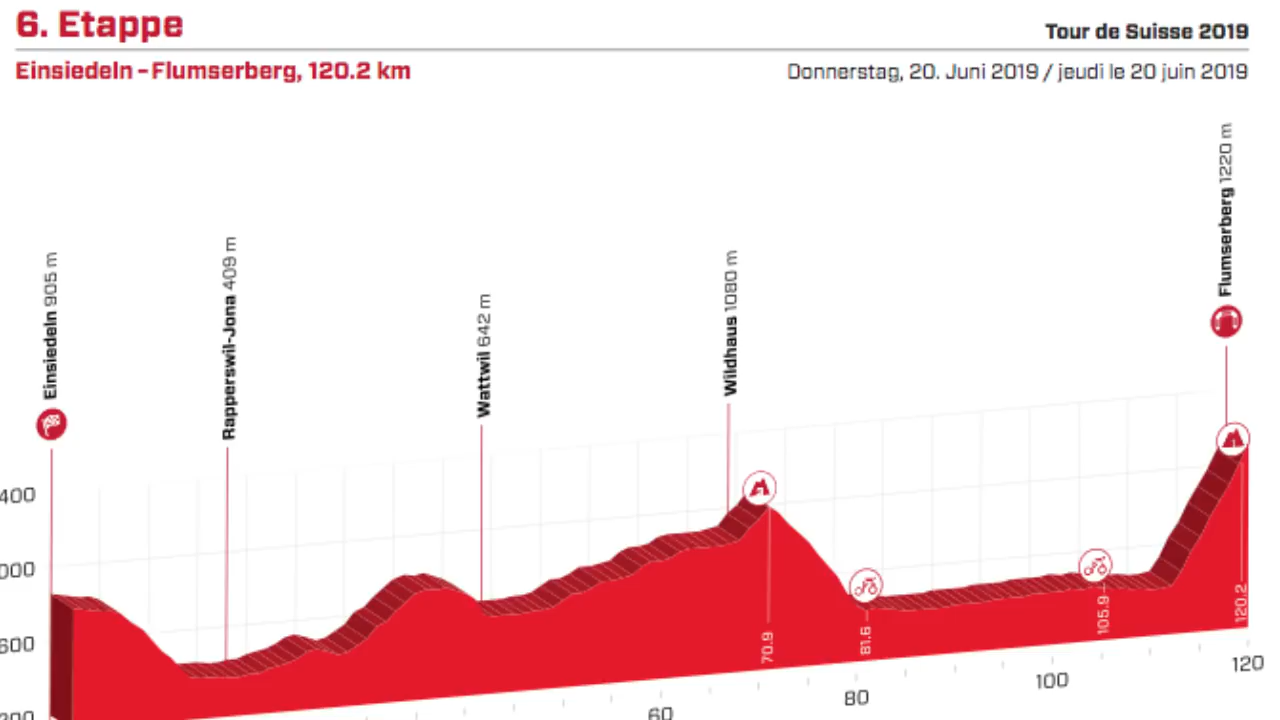 6. Etappe
Tour de Suisse 2019
Einsiedeln – Flumserberg, 120.2 km
Donnerstag, 20. Juni 2019 / jeudi le 20 juin 2019
Einsiedeln 905 m
Rapperswil-Jona 409 m
Wattwil 642 m
Wildhaus 1080 m
Flumserberg 1220 m
400
000
600
200
70.9
81.6
105.9
120.2
60
80
100
120